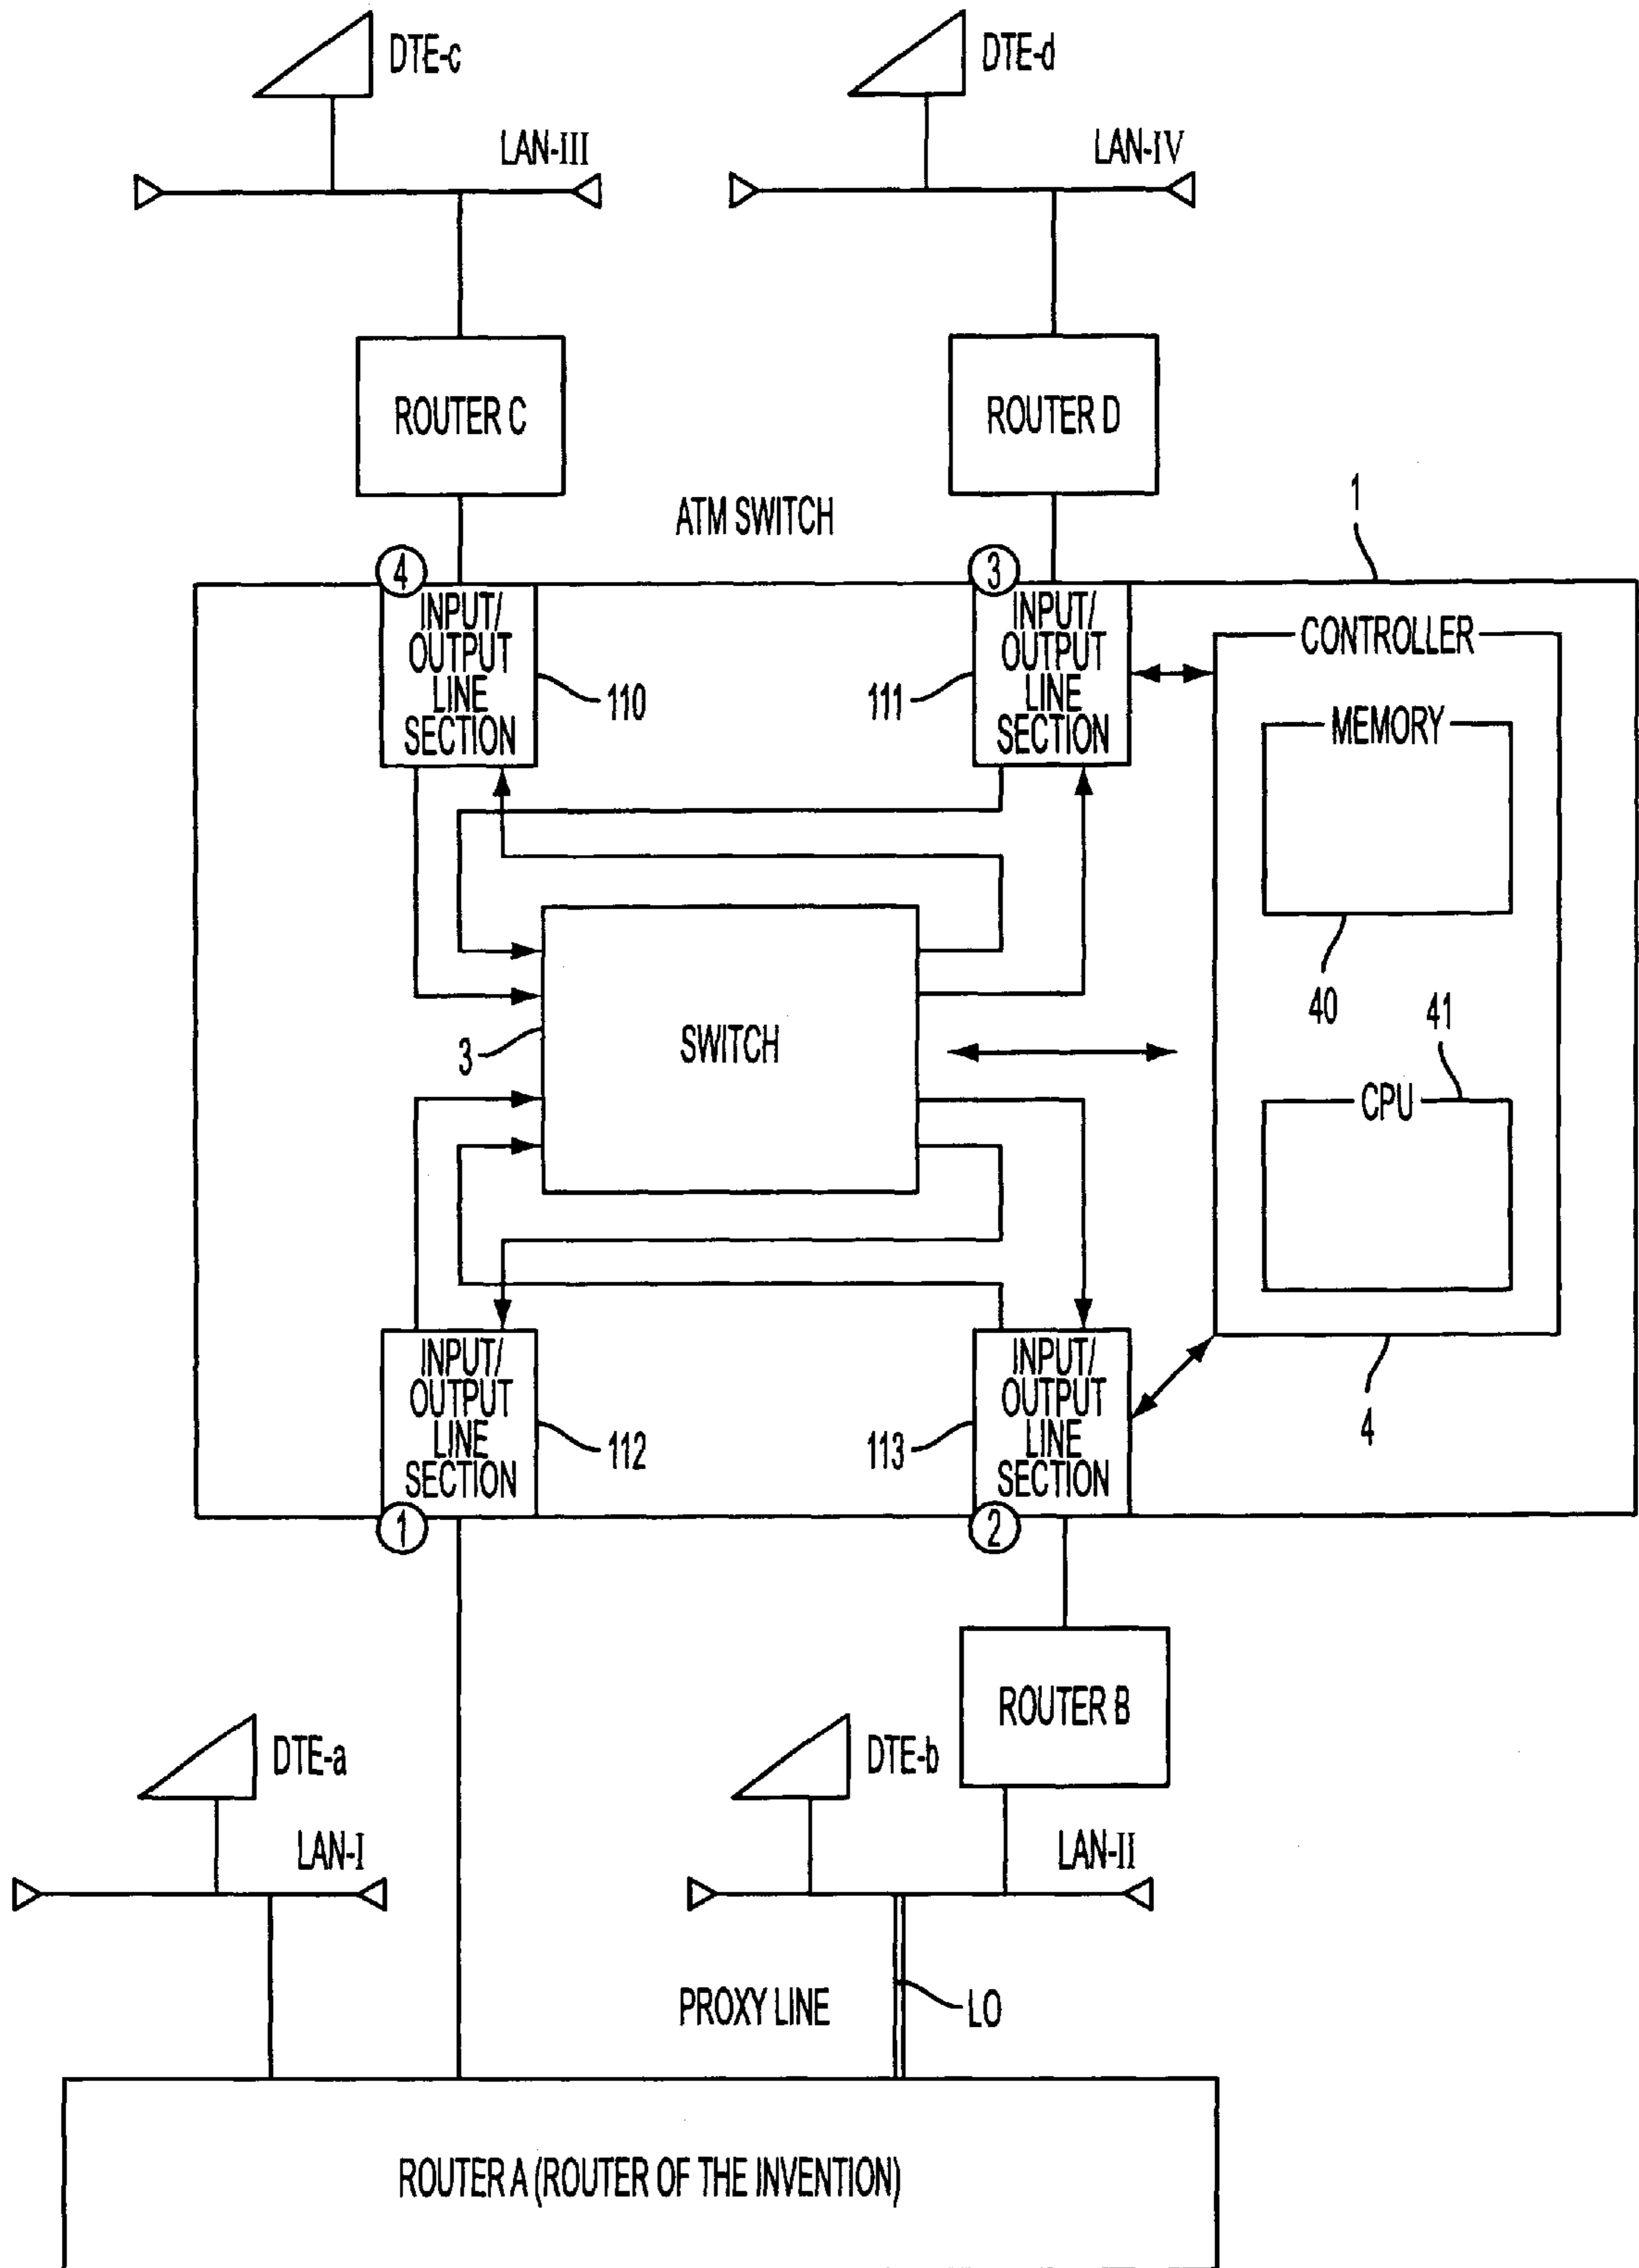 DTE-c
DTE-d
LAN-III
LAN-IV
ROUTER C
ROUTER D
ATM SWITCH
1
4
3
INPUT/
OUTPUT
LINE
SECTION
110
INPUT/
OUTPUT
LINE
SECTION
111
CONTROLLER
MEMORY
40
41
CPU
3
SWITCH
INPUT/
OUTPUT
LINE
SECTION
112
INPUT/
OUTPUT
LINE
SECTION
113
4
1
2
ROUTER B
DTE-a
DTE-b
LAN-I
LAN-II
PROXY LINE
LO
ROUTER A (ROUTER OF THE INVENTION)